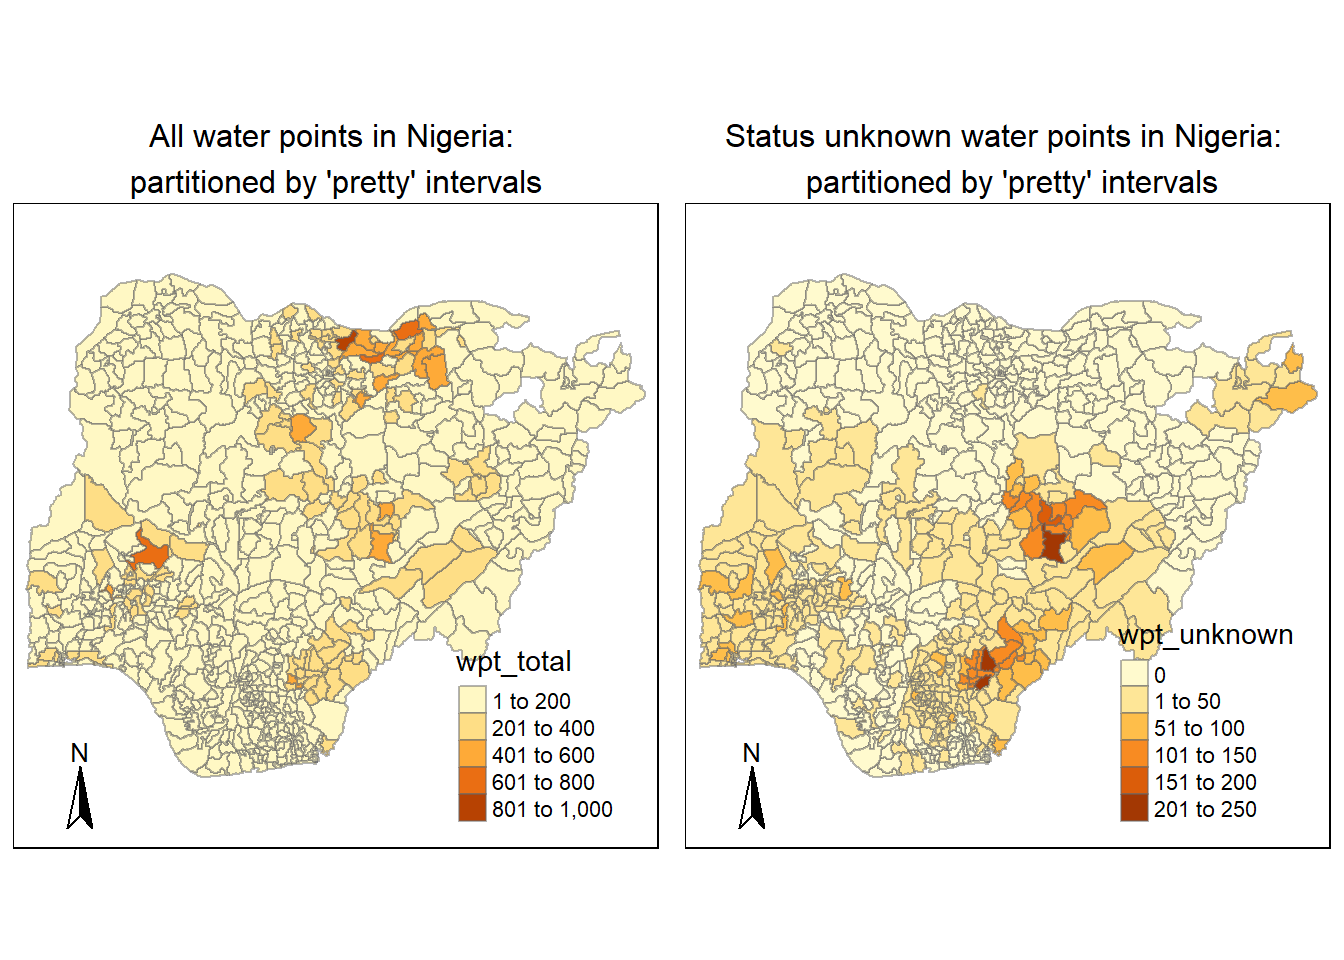 All water points in Nigeria:
partitioned by 'pretty' intervals
wpt_total
1 to 200
201 to 400
401 to 600
601 to 800
801 to 1,000
N
Status unknown water points in Nigeria:
partitioned by 'pretty' intervals
wpt_unknown
0
1 to 50
51 to 100
101 to 150
151 to 200
201 to 250
N